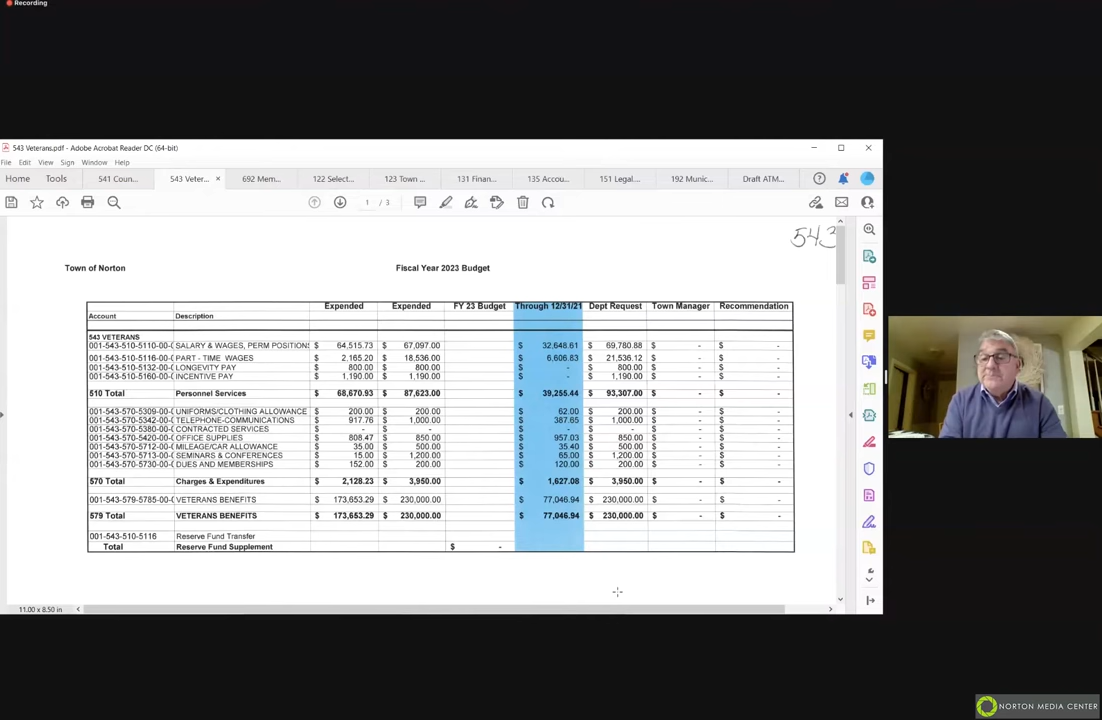 Recording
543 Veterans.pdf - Adobe Acrobat Reader DC (64-bit)
File Edit View Sign Window Help
Home Tools 541 Coun... 543 Veter... × 692 Mem... 122 Select... 123 Town ... 131 Finan... 135 Accou... 151 Legal.... 192 Munic... Draft ATM...
1 / 3
543
Town of Norton Fiscal Year 2023 Budget
Expended Expended FY 23 Budget Through 12/31/21 Dept Request Town Manager Recommendation
Account Description
543 VETERANS
001-543-510-5110-00-0 SALARY & WAGES, PERM POSITIONS $ 64,515.73 $ 67,097.00 $ 32,648.61 $ 69,780.88 $ - $ -
001-543-510-5116-00-0 PART - TIME WAGES $ 2,165.20 $ 18,536.00 $ 6,606.83 $ 21,536.12 $ - $ -
001-543-510-5132-00-0 LONGEVITY PAY $ 800.00 $ 800.00 $ - $ 800.00 $ - $ -
001-543-510-5160-00-0 INCENTIVE PAY $ 1,190.00 $ 1,190.00 $ - $ 1,190.00 $ - $ -
510 Total Personnel Services $ 68,670.93 $ 87,623.00 $ 39,255.44 $ 93,307.00 $ - $ -
001-543-570-5309-00-0 UNIFORMS/CLOTHING ALLOWANCE $ 200.00 $ 200.00 $ 62.00 $ 200.00 $ - $ -
001-543-570-5342-00-0 TELEPHONE-COMMUNICATIONS $ 917.76 $ 1,000.00 $ 387.65 $ 1,000.00 $ - $ -
001-543-570-5380-00-0 CONTRACTED SERVICES $ - $ - $ - $ - $ - $ -
001-543-570-5420-00-0 OFFICE SUPPLIES $ 808.47 $ 850.00 $ 957.03 $ 850.00 $ - $ -
001-543-570-5712-00-0 MILEAGE/CAR ALLOWANCE $ 35.00 $ 500.00 $ 35.40 $ 500.00 $ - $ -
001-543-570-5713-00-0 SEMINARS & CONFERENCES $ 15.00 $ 1,200.00 $ 65.00 $ 1,200.00 $ - $ -
001-543-570-5730-00-0 DUES AND MEMBERSHIPS $ 152.00 $ 200.00 $ 120.00 $ 200.00 $ - $ -
570 Total Charges & Expenditures $ 2,128.23 $ 3,950.00 $ 1,627.08 $ 3,950.00 $ - $ -
001-543-579-5785-00-0 VETERANS BENEFITS $ 173,653.29 $ 230,000.00 $ 77,046.94 $ 230,000.00 $ - $ -
579 Total VETERANS BENEFITS $ 173,653.29 $ 230,000.00 $ 77,046.94 $ 230,000.00 $ - $ -
001-543-510-5116 Reserve Fund Transfer
Total Reserve Fund Supplement $ -
11.00 x 8.50 in
NORTON MEDIA CENTER